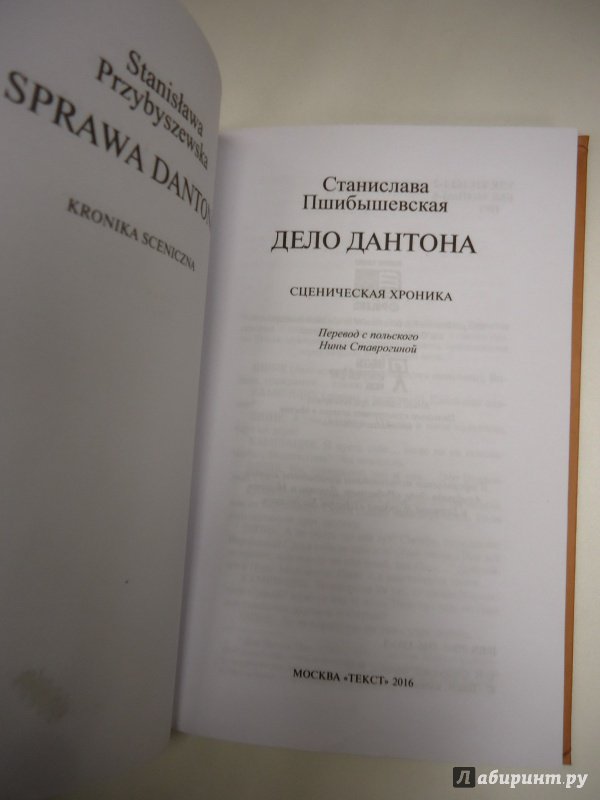 Stanisława
Przybyszewska
SPRAWA DANTON
KRONIKA SCENICZNA
Станислава
Пшибышевская
ДЕЛО ДАНТОНА
СЦЕНИЧЕСКАЯ ХРОНИКА
Перевод с польского
Нины Ставрогиной
МОСКВА «ТЕКСТ» 2016
Лабиринт.ру